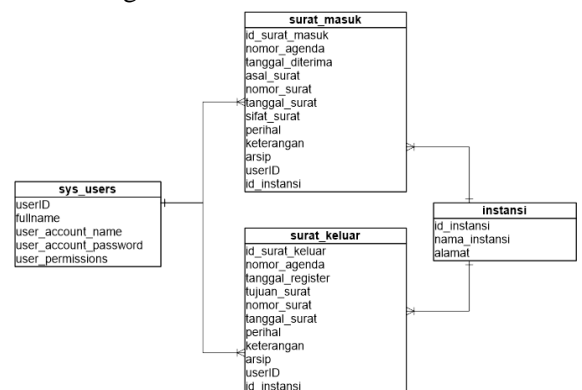 surat_masuk
id_surat_masuk
nomor_agenda
tanggal_diterima
asal_surat
nomor_surat
tanggal_surat
sifat_surat
perihal
keterangan
arsip
userID
id_instansi
sys_users
userID
fullname
user_account_name
user_account_password
user_permissions
instansi
id_instansi
nama_instansi
alamat
surat_keluar
id_surat_keluar
nomor_agenda
tanggal_register
tujuan_surat
nomor_surat
tanggal_surat
perihal
keterangan
arsip
userID
id_instansi